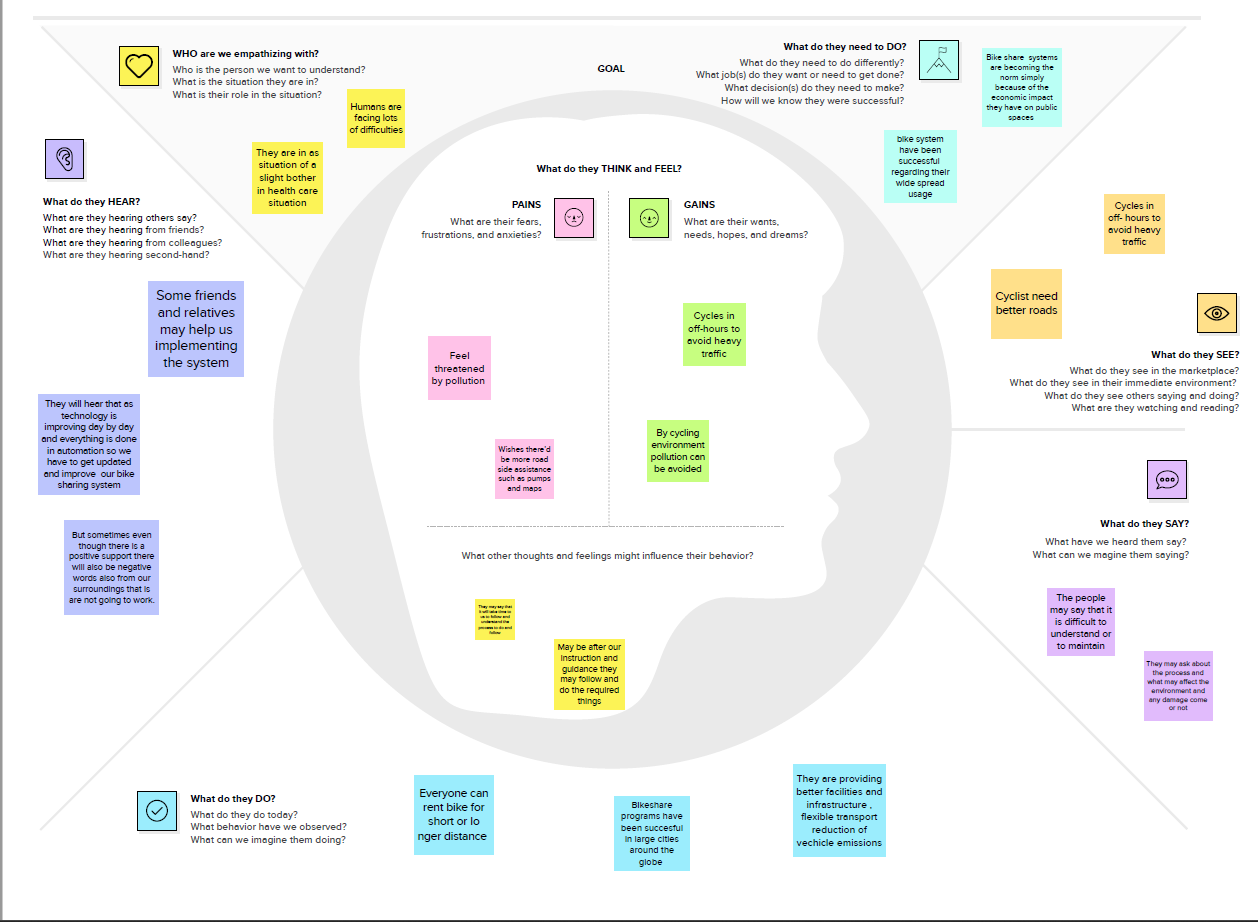 WHO are we empathizing with?
Who is the person we want to understand?
What is the situation they are in?
What is their role in the situation?
Humans are
facing lots
of difficulties
They are in as
situation of a
slight bother
in health care
situation
GOAL
What do they need to DO?
What do they need to do differently?
What job(s) do they want or need to get done?
What decision(s) do they need to make?
How will we know they were successful?
Bike share systems
are becoming the
norm simply
because of the
economic impact
they have on public
spaces
bike system
have been
successful
regarding their
wide spread
usage
What do they HEAR?
What are they hearing others say?
What are they hearing from friends?
What are they hearing from colleagues?
What are they hearing second-hand?
Some friends
and relatives
may help us
implementing
the system
They will hear that as
technology is
improving day by day
and everything is done
in automation so we
have to get updated
and improve our bike
sharing system
But sometimes even
though there is a
positive support there
will also be negative
words also from our
surroundings that is
are not going to work.
What do they THINK and FEEL?
PAINS
What are their fears,
frustrations, and anxieties?
GAINS
What are their wants,
needs, hopes, and dreams?
Feel
threatened
by pollution
Wishes there'd
be more road
side assistance
such as pumps
and maps
Cycles in
off-hours to
avoid heavy
traffic
By cycling
environment
pollution can
be avoided
What other thoughts and feelings might influence their behavior?
They may say that
it will take time to
us to follow and
understand the
process to do and
follow
May be after our
instruction and
guidance they
may follow and
do the required
things
Cycles in
off- hours to
avoid heavy
traffic
Cyclist need
better roads
What do they SEE?
What do they see in the marketplace?
What do they see in their immediate environment?
What do they see others saying and doing?
What are they watching and reading?
What do they SAY?
What have we heard them say?
What can we magine them saying?
The people
may say that it
is difficult to
understand or
to maintain
They may ask about
the process and
what may affect the
environment and
any damage come
or not
What do they DO?
What do they do today?
What behavior have we observed?
What can we imagine them doing?
Everyone can
rent bike for
short or lo
nger distance
Bikeshare
programs have
been succesful
in large cities
around the
globe
They are providing
better facilities and
infrastructure ,
flexible transport
reduction of
vechicle emissions